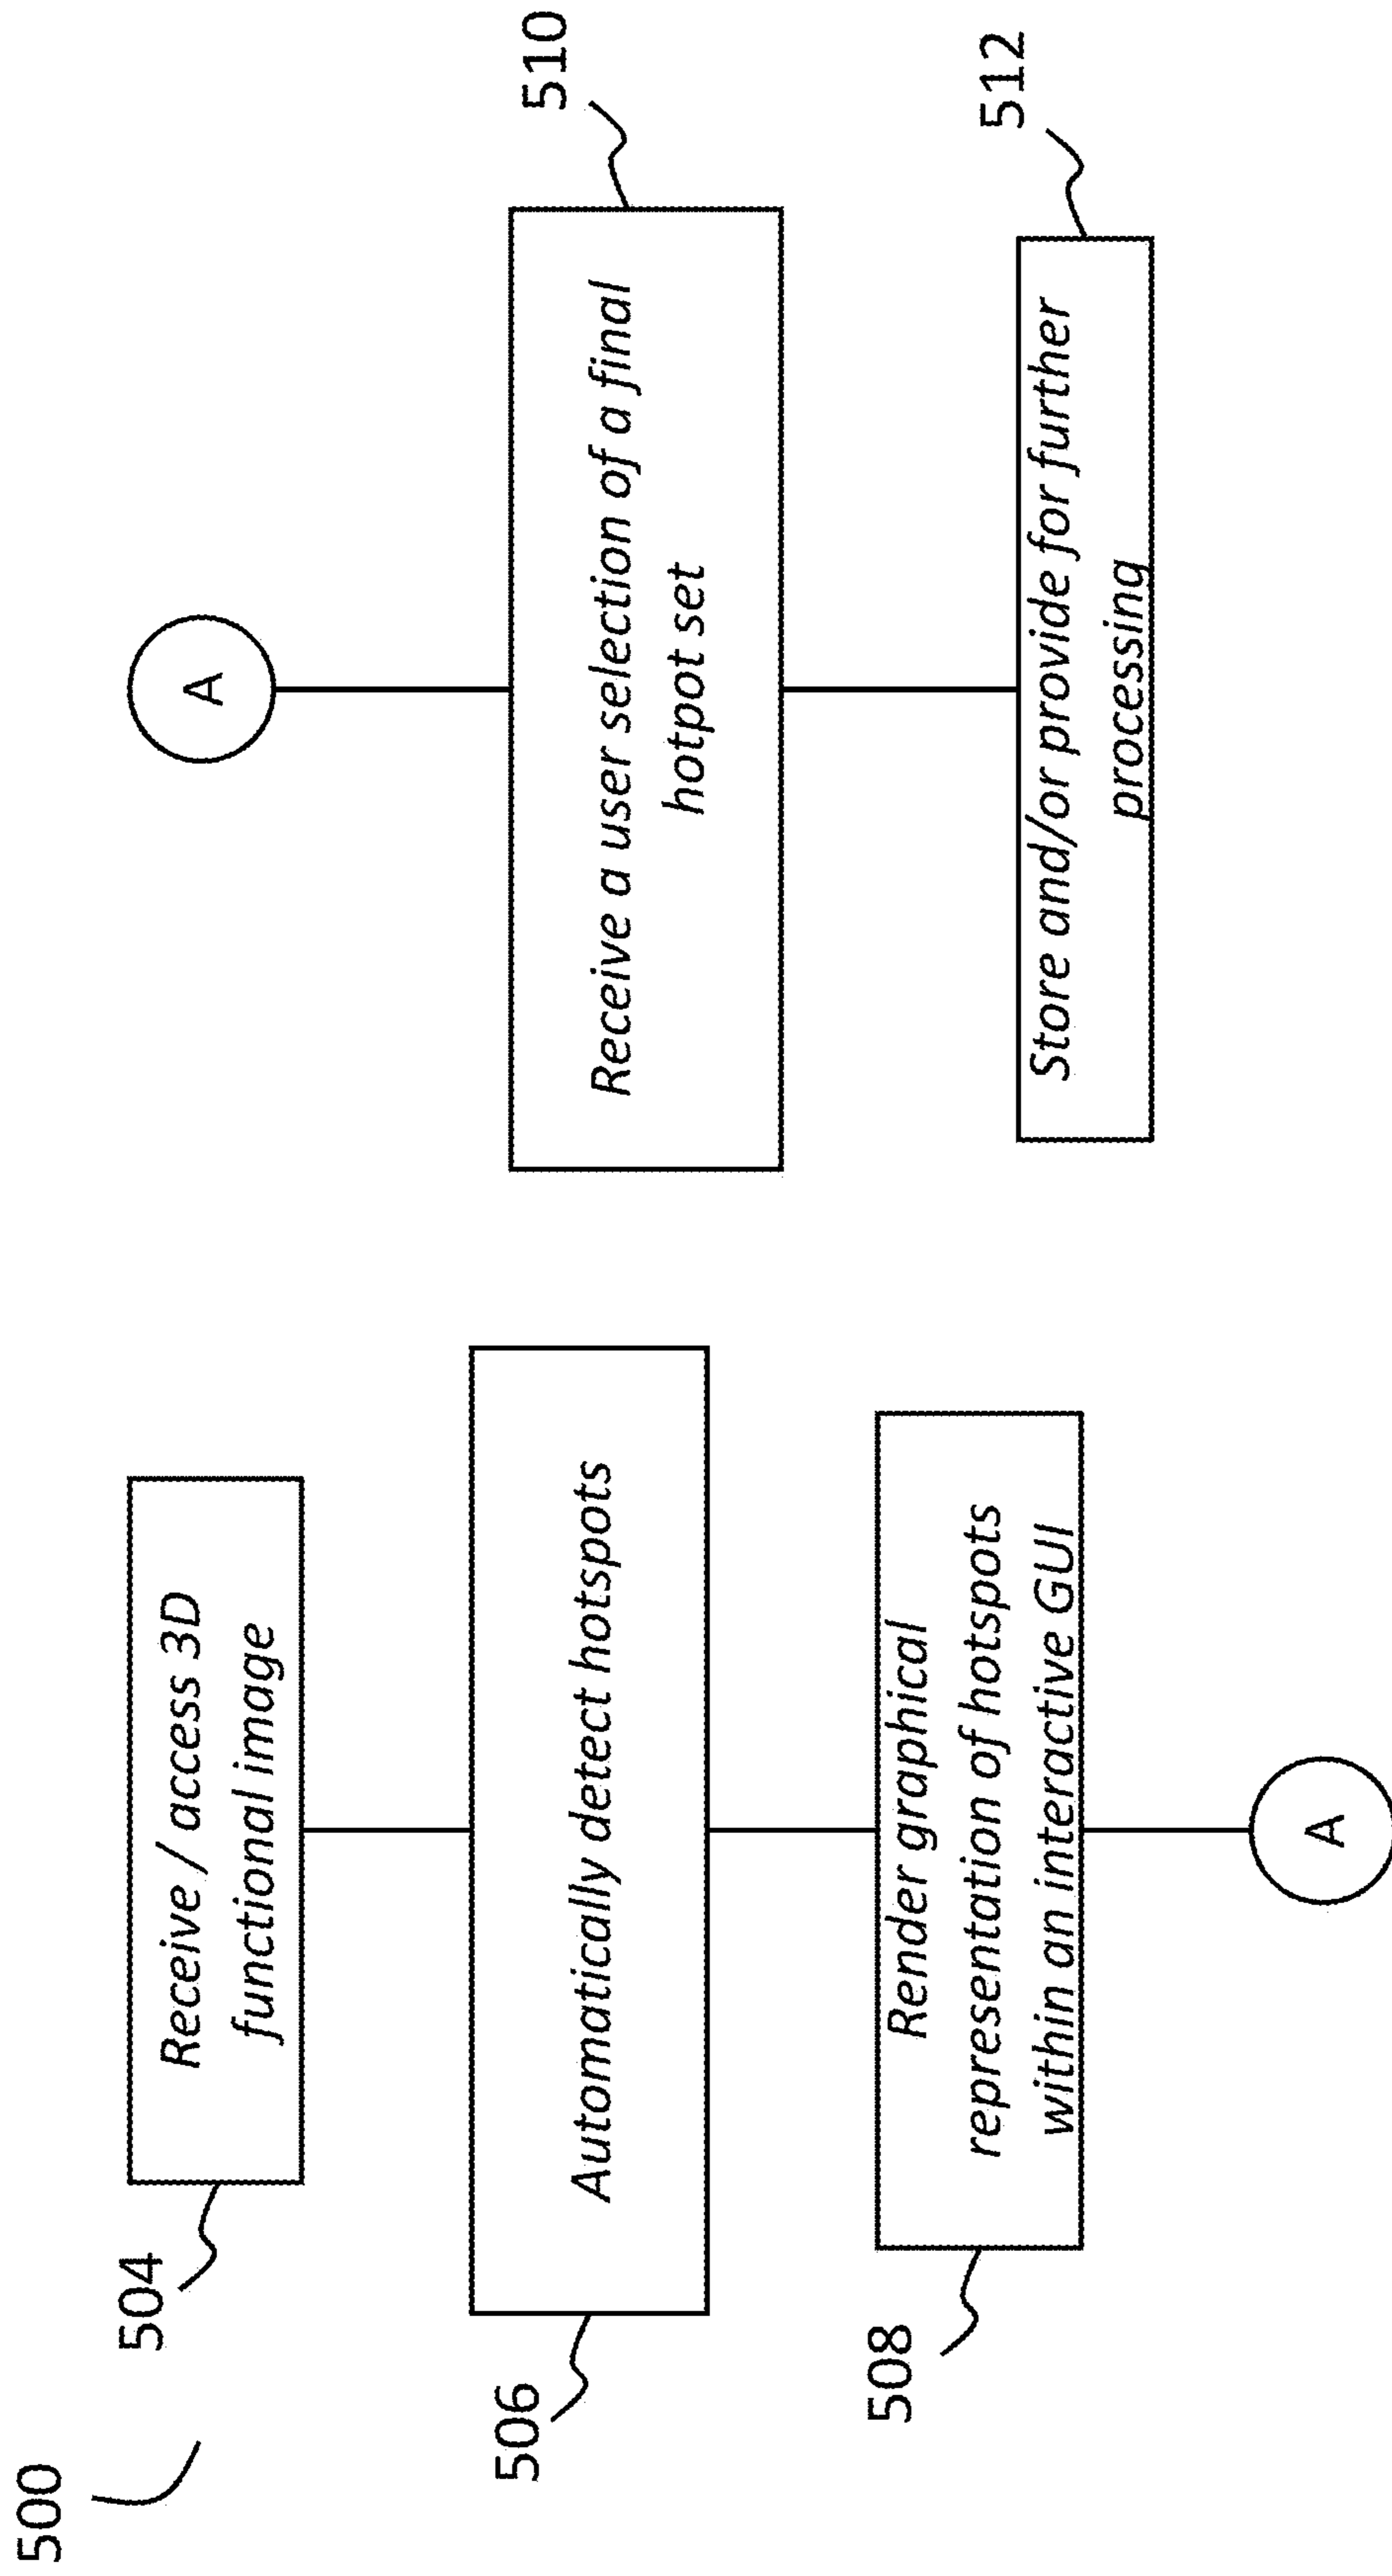 500
504
Receive / access 3D
functional image
506
Automatically detect hotspots
508
Render graphical
representation of hotspots
within an interactive GUI
A
A
510
Receive a user selection of a final
hotpot set
512
Store and/or provide for further
processing